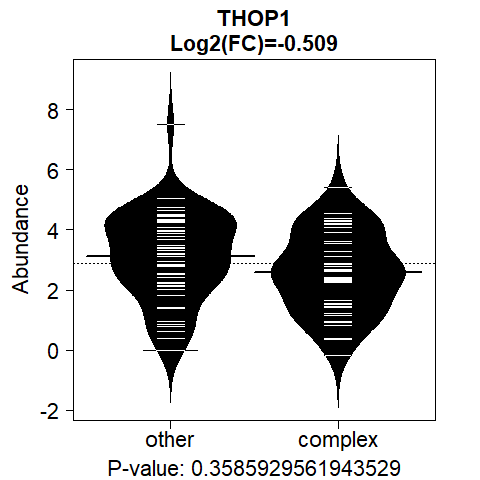 THOP1
Log2(FC)=-0.509
Abundance
8
6
4
2
0
-2
other complex
P-value: 0.3585929561943529